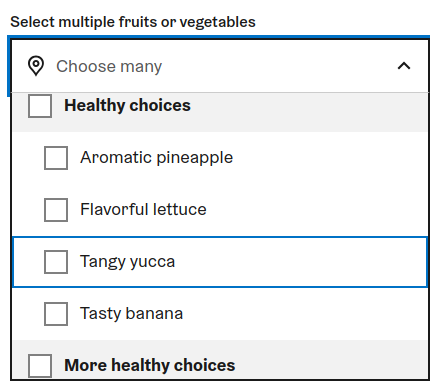 Select multiple fruits or vegetables
Choose many
Healthy choices
Aromatic pineapple
Flavorful lettuce
Tangy yucca
Tasty banana
More healthy choices